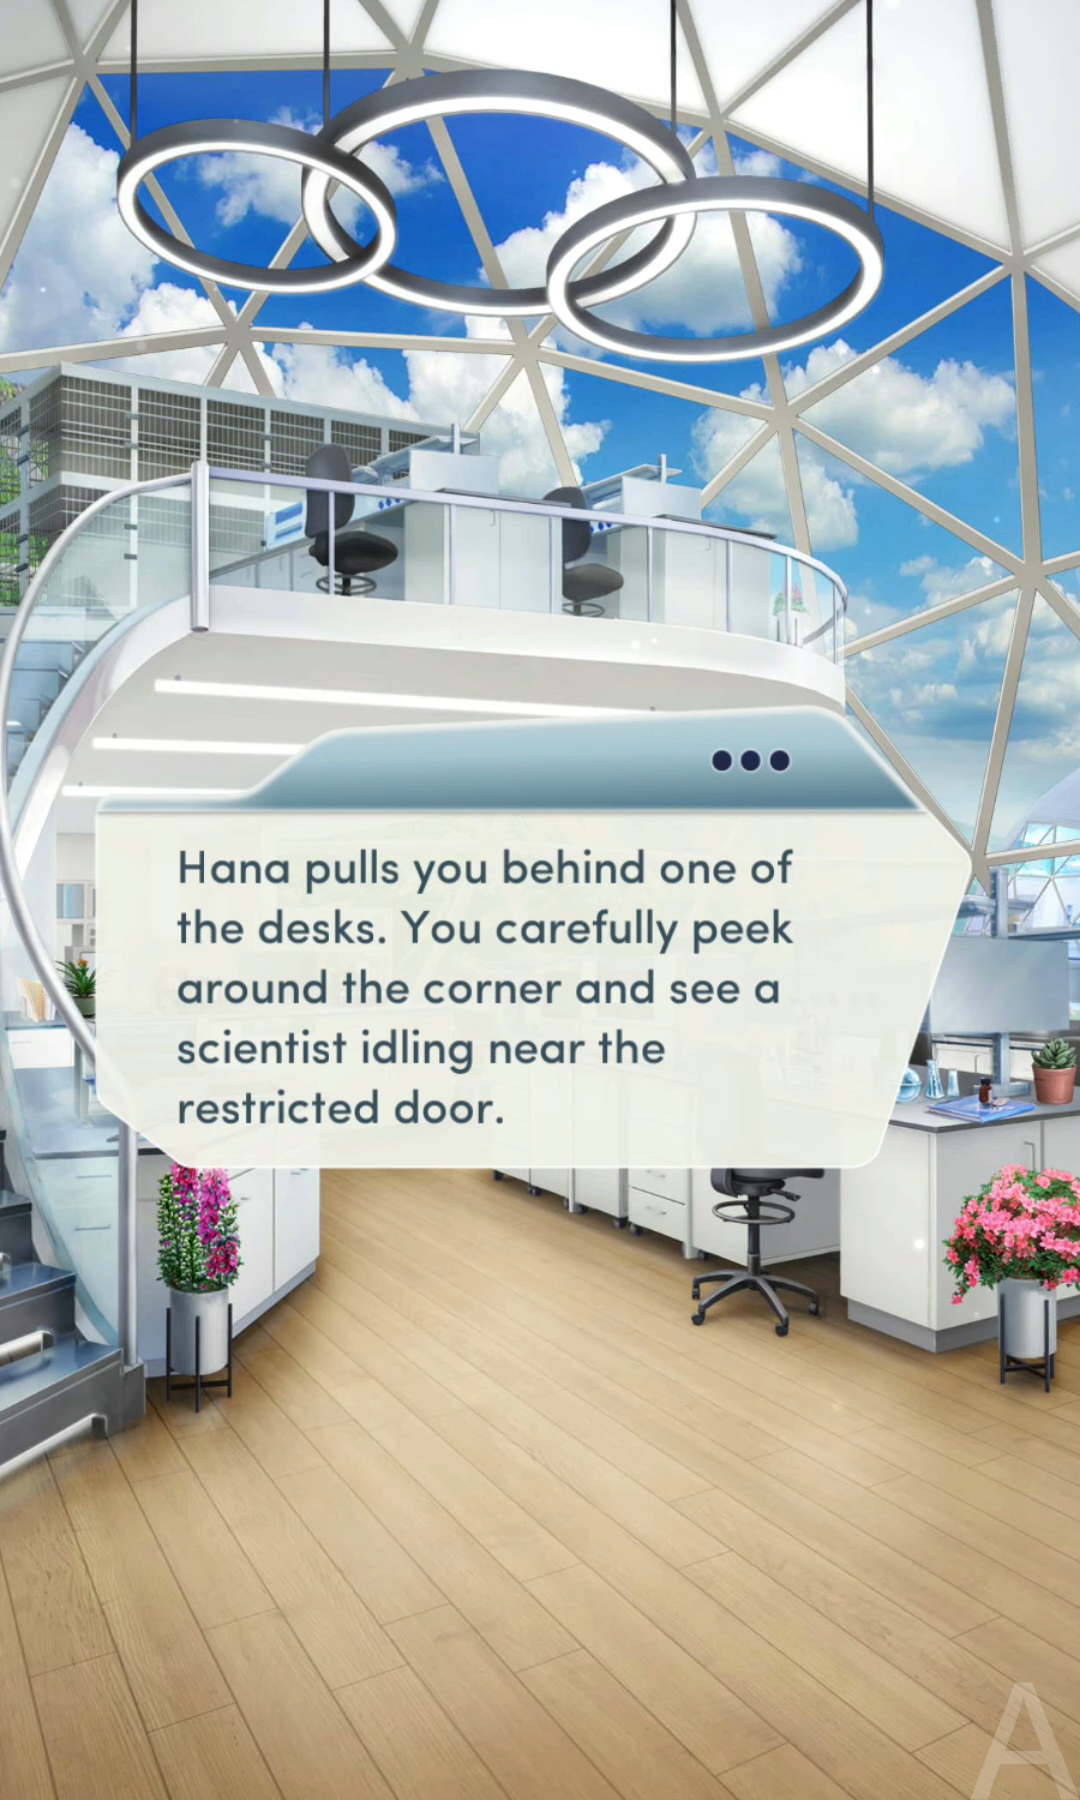 Hana pulls you behind one of
the desks. You carefully peek
around the corner and see a
scientist idling near the
restricted door.
A